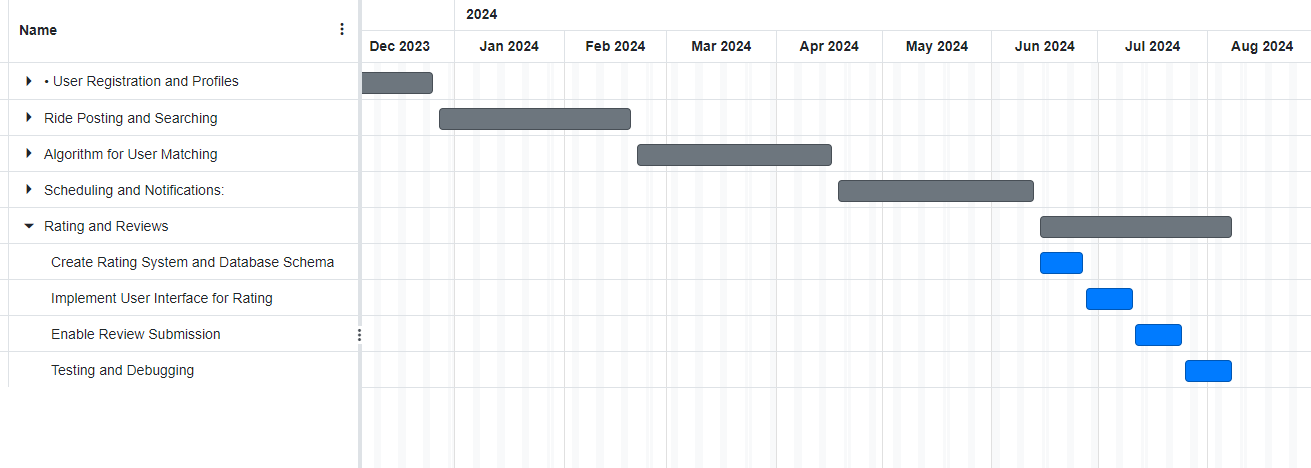 Name
2024
Dec 2023 Jan 2024 Feb 2024 Mar 2024 Apr 2024 May 2024 Jun 2024 Jul 2024 Aug 2024
• User Registration and Profiles
Ride Posting and Searching
Algorithm for User Matching
Scheduling and Notifications:
Rating and Reviews
Create Rating System and Database Schema
Implement User Interface for Rating
Enable Review Submission
Testing and Debugging